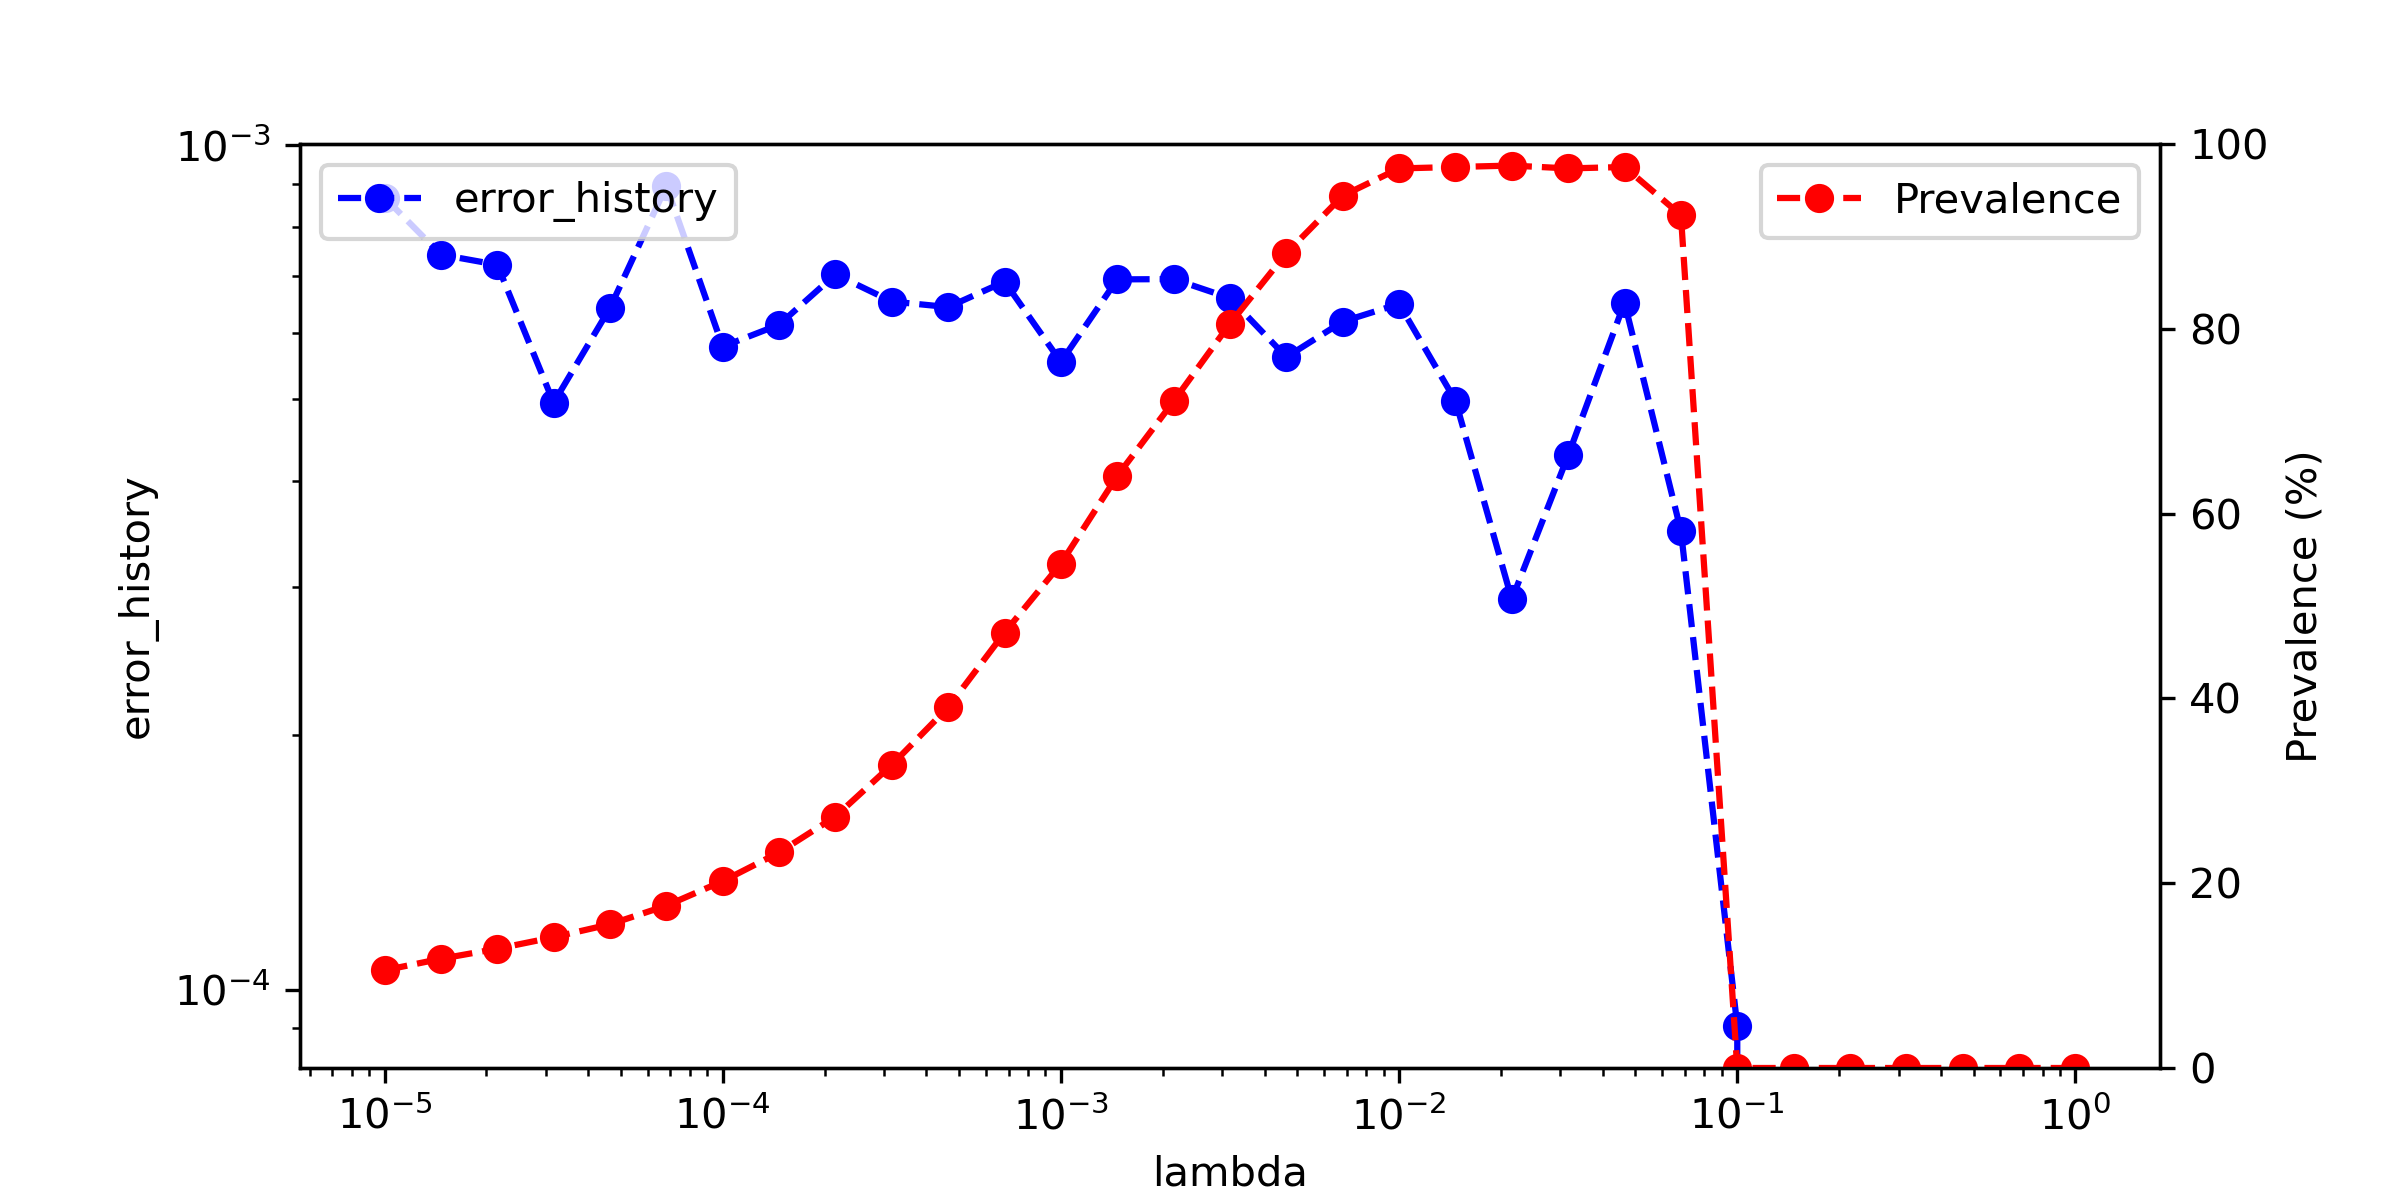 error_history
Prevalence
10⁻³
10⁻⁴
error_history
100
80
60
40
20
0
Prevalence (%)
10⁻⁵ 10⁻⁴ 10⁻³ 10⁻² 10⁻¹ 10⁰
lambda